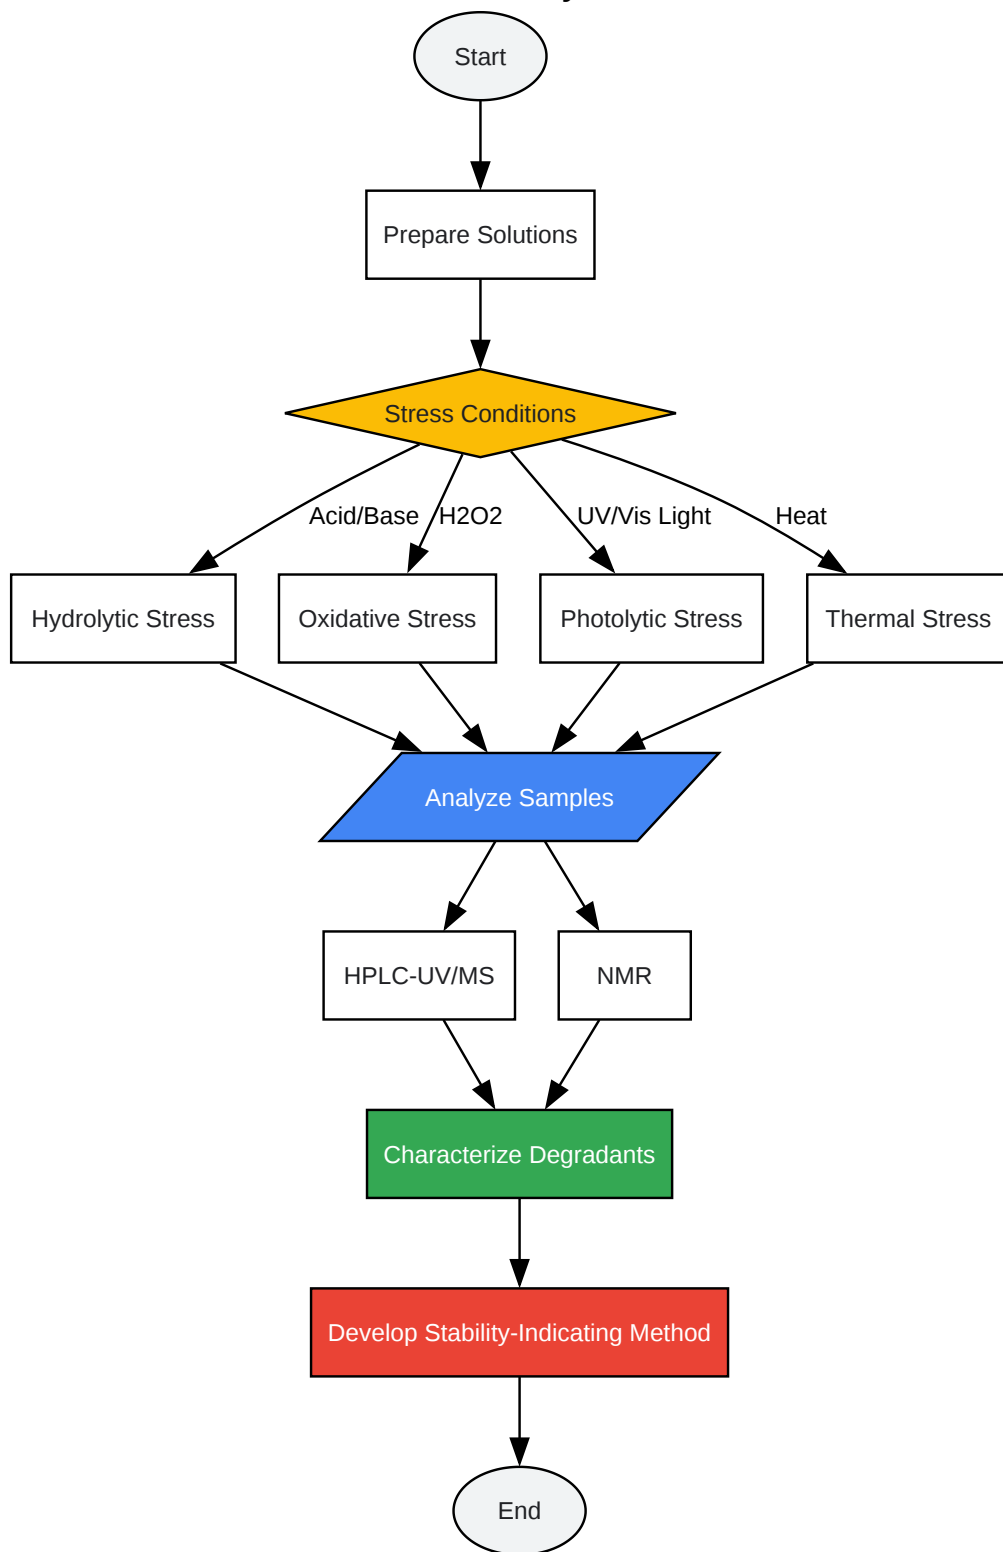 Start
Prepare Solutions
Stress Conditions
Acid/Base
H2O2
UV/Vis Light
Heat
Hydrolytic Stress
Oxidative Stress
Photolytic Stress
Thermal Stress
Analyze Samples
HPLC-UV/MS
NMR
Characterize Degradants
Develop Stability-Indicating Method
End